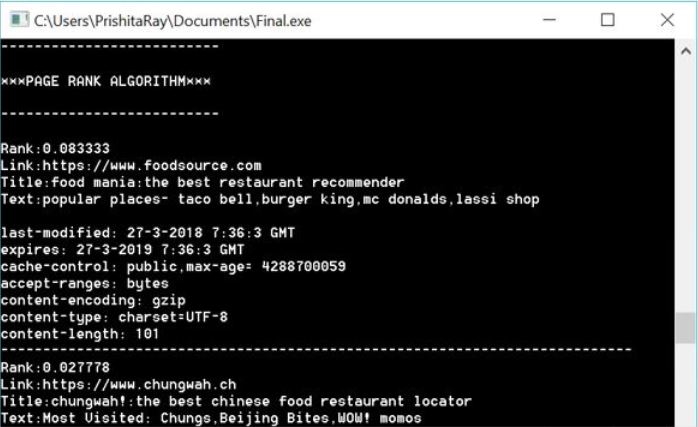 C:\Users\PrishitaRay\Documents\Final.exe
-------------------------
***PAGE RANK ALGORITHM***
-------------------------
Rank:0.083333
Link:https://www.foodsource.com
Title:food mania:the best restaurant recommender
Text:popular places- taco bell,burger king,mc donalds,lassi shop
last-modified: 27-3-2018 7:36:3 GMT
expires: 27-3-2019 7:36:3 GMT
cache-control: public,max-age= 4288700059
accept-ranges: bytes
content-encoding: gzip
content-type: charset=UTF-8
content-length: 101
-------------------------------------------------------------------------
Rank:0.027778
Link:https://www.chungwah.ch
Title:chungwah!:the best chinese food restaurant locator
Text:Most Visited: Chungs,Beijing Bites,WOW! momos